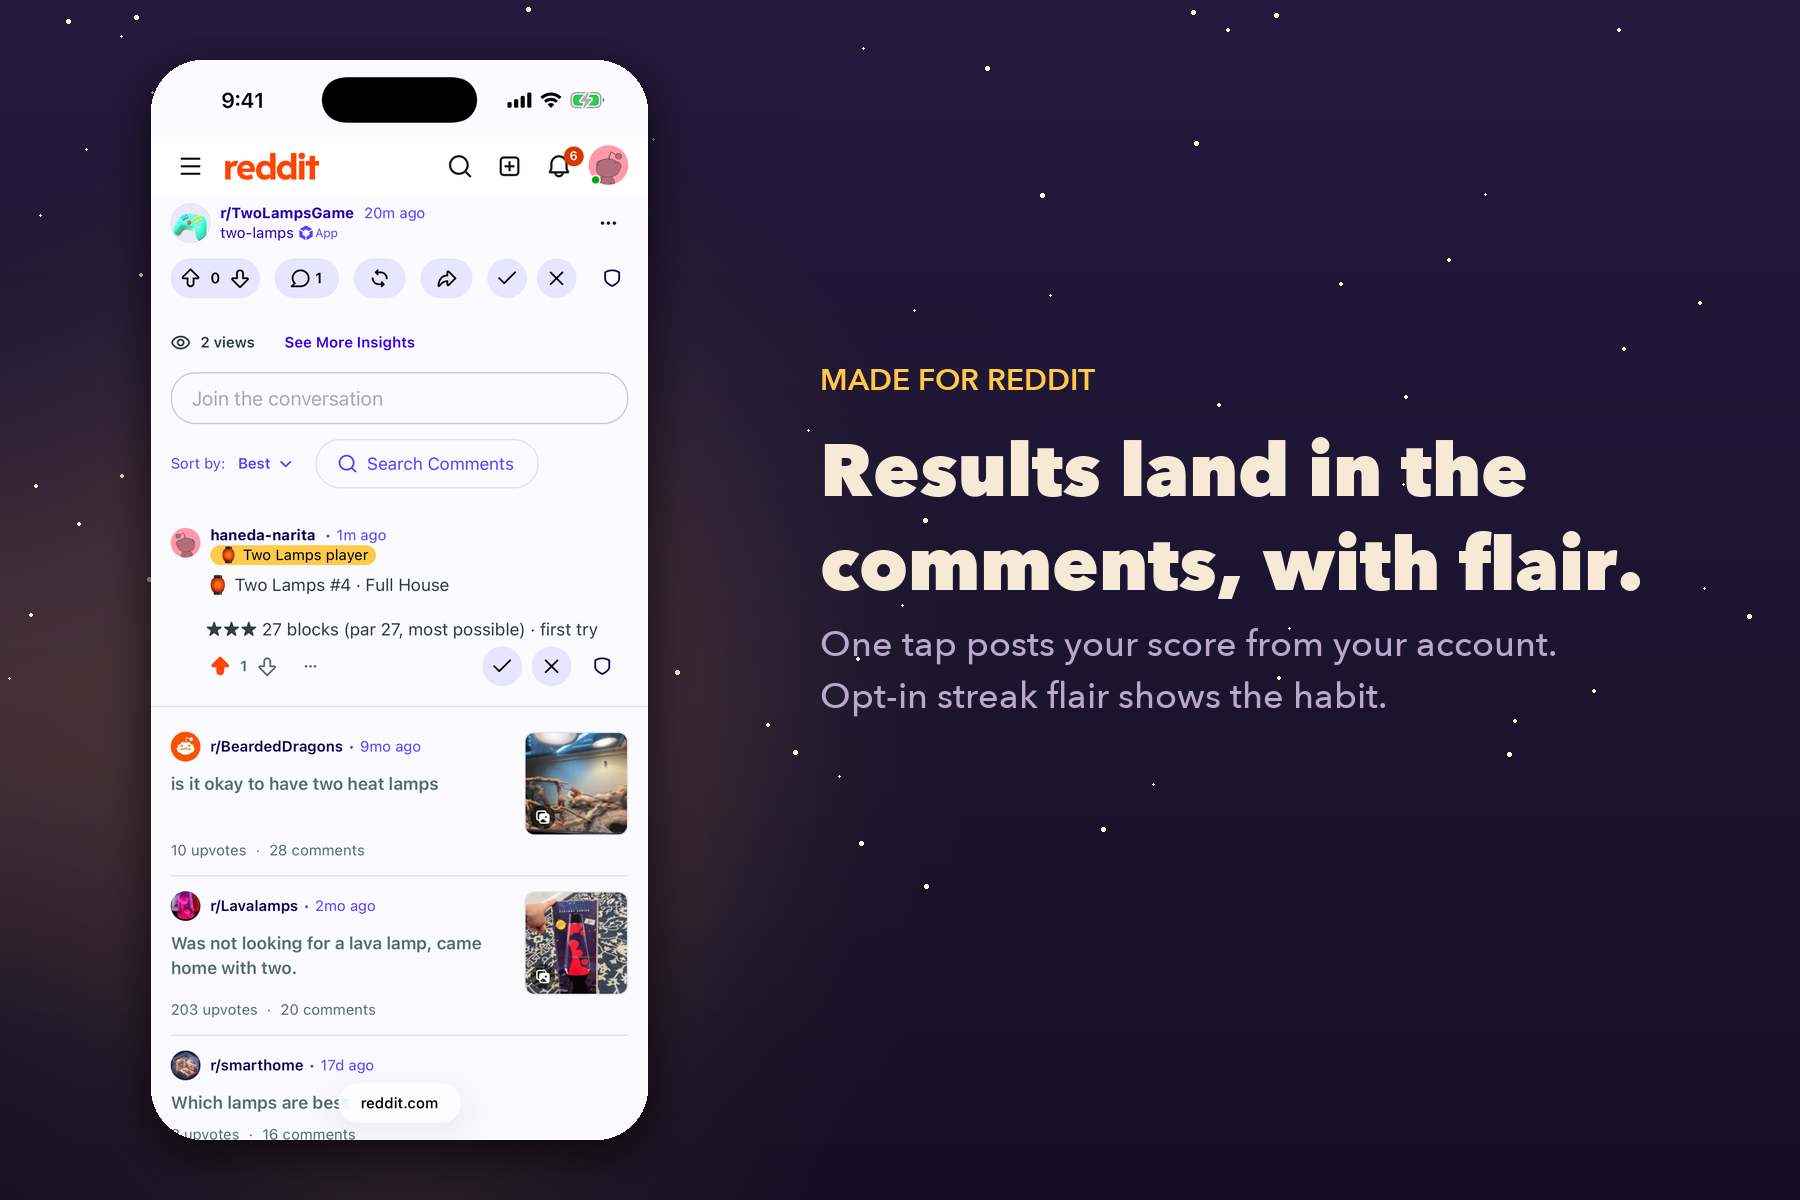 9:41
reddit
6
r/TwoLampsGame 20m ago
two-lamps App
0
1
2 views See More Insights
Join the conversation
Sort by: Best Search Comments
haneda-narita • 1m ago
Two Lamps player
Two Lamps #4 · Full House
★★★ 27 blocks (par 27, most possible) · first try
1
r/BeardedDragons • 9mo ago
is it okay to have two heat lamps
10 upvotes · 28 comments
r/Lavalamps • 2mo ago
Was not looking for a lava lamp, came
home with two.
203 upvotes · 20 comments
r/smarthome • 17d ago
Which lamps are best
reddit.com
upvotes · 16 comments
MADE FOR REDDIT
Results land in the
comments, with flair.
One tap posts your score from your account.
Opt-in streak flair shows the habit.